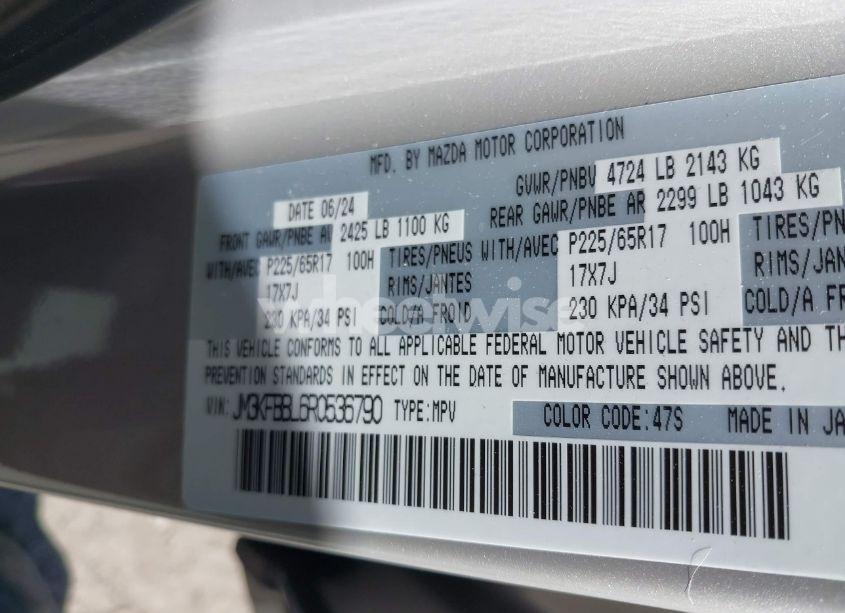 MFD. BY MAZDA MOTOR CORPORATION
DATE 06/24 GVWR/PNBV 4724 LB 2143 KG
FRONT GAWR/PNBE AV 2425 LB 1100 KG REAR GAWR/PNBE AR 2299 LB 1043 KG
WITH/AVEC P225/65R17 100H TIRES/PNEUS WITH/AVEC P225/65R17 100H TIRES/PN
17X7J RIMS/JANTES 17X7J RIMS/JAN
230 KPA/34 PSI COLD/A FROID 230 KPA/34 PSI COLD/A FR
wheelwise
THIS VEHICLE CONFORMS TO ALL APPLICABLE FEDERAL MOTOR VEHICLE SAFETY AND TH
PREVENTION STANDARDS IN EFFECT ON THE DATE OF MANUFACTURE SHOWN ABOVE.
VIN: JM3KFBBL6R0536790 TYPE:MPV COLOR CODE:47S MADE IN JA